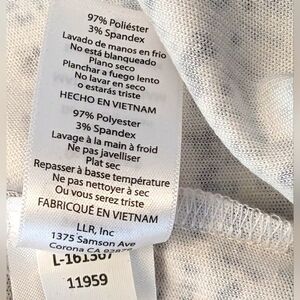 97% Poliéster
3% Spandex
Lavado de manos en frio
No está blanqueado
Plano seco
Planchar a fuego lento
No lavar en seco
o estarás triste
HECHO EN VIETNAM
97% Polyester
3% Spandex
Lavage à la main à froid
Ne pas javelliser
Plat sec
Repasser à basse température
Ne pas nettoyer à sec
Ou vous serez triste
FABRICQUÉ EN VIETNAM
LLR, Inc
1375 Samson Ave
Corona CA
L-161367
11959